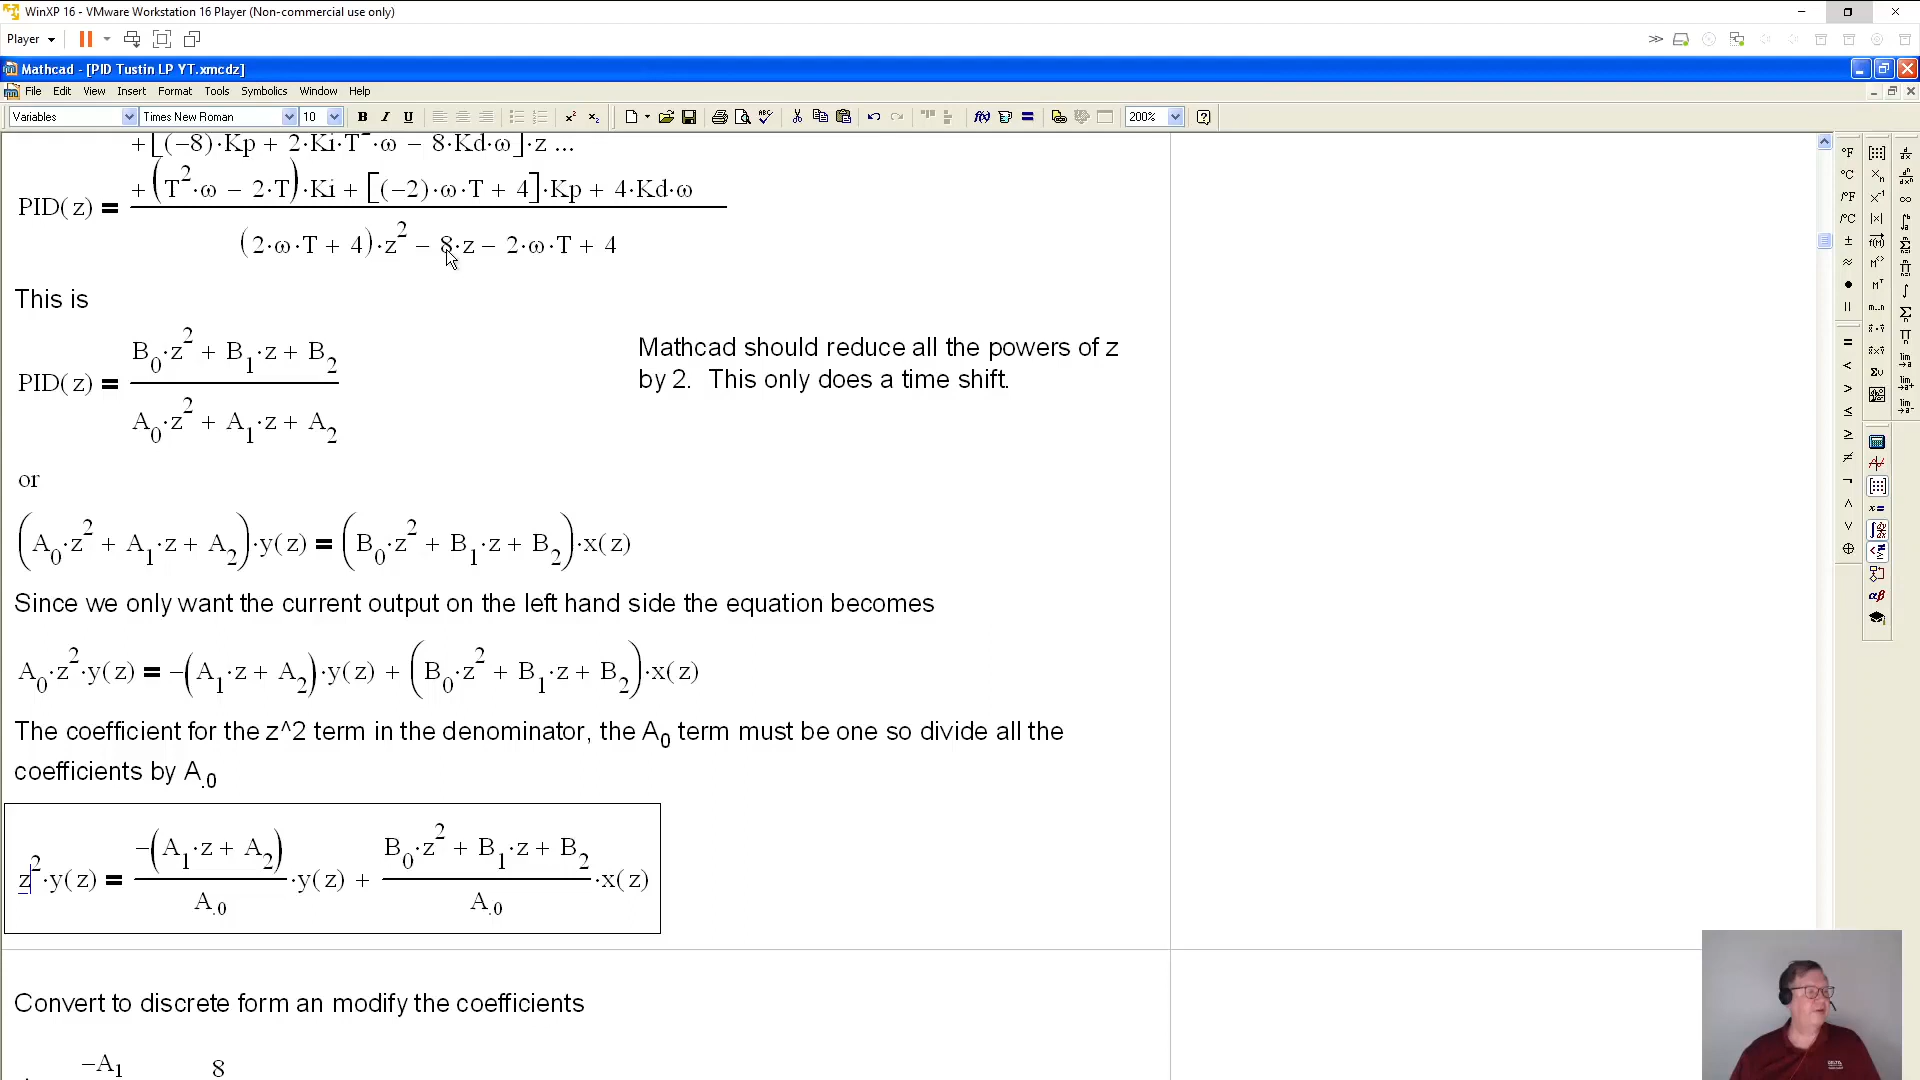 WinXP 16 - VMware Workstation 16 Player (Non-commercial use only)
Player
Mathcad - [PID Tustin LP YT.xmcdz]
File Edit View Insert Format Tools Symbolics Window Help
Variables Times New Roman 10 B I U 200%
+[(−8)·Kp + 2·Ki·T²·ω − 8·Kd·ω]·z ...
+(T²·ω − 2·T)·Ki + [(−2)·ω·T + 4]·Kp + 4·Kd·ω
PID(z) =
(2·ω·T + 4)·z² − 8·z − 2·ω·T + 4
This is
B₀·z² + B₁·z + B₂
PID(z) =
A₀·z² + A₁·z + A₂
Mathcad should reduce all the powers of z
by 2. This only does a time shift.
or
(A₀·z² + A₁·z + A₂)·y(z) = (B₀·z² + B₁·z + B₂)·x(z)
Since we only want the current output on the left hand side the equation becomes
A₀·z²·y(z) = −(A₁·z + A₂)·y(z) + (B₀·z² + B₁·z + B₂)·x(z)
The coefficient for the z^2 term in the denominator, the A₀ term must be one so divide all the
coefficients by A.₀
−(A₁·z + A₂) B₀·z² + B₁·z + B₂
z²·y(z) = ·y(z) + ·x(z)
A.₀ A.₀
Convert to discrete form an modify the coefficients
−A₁ 8